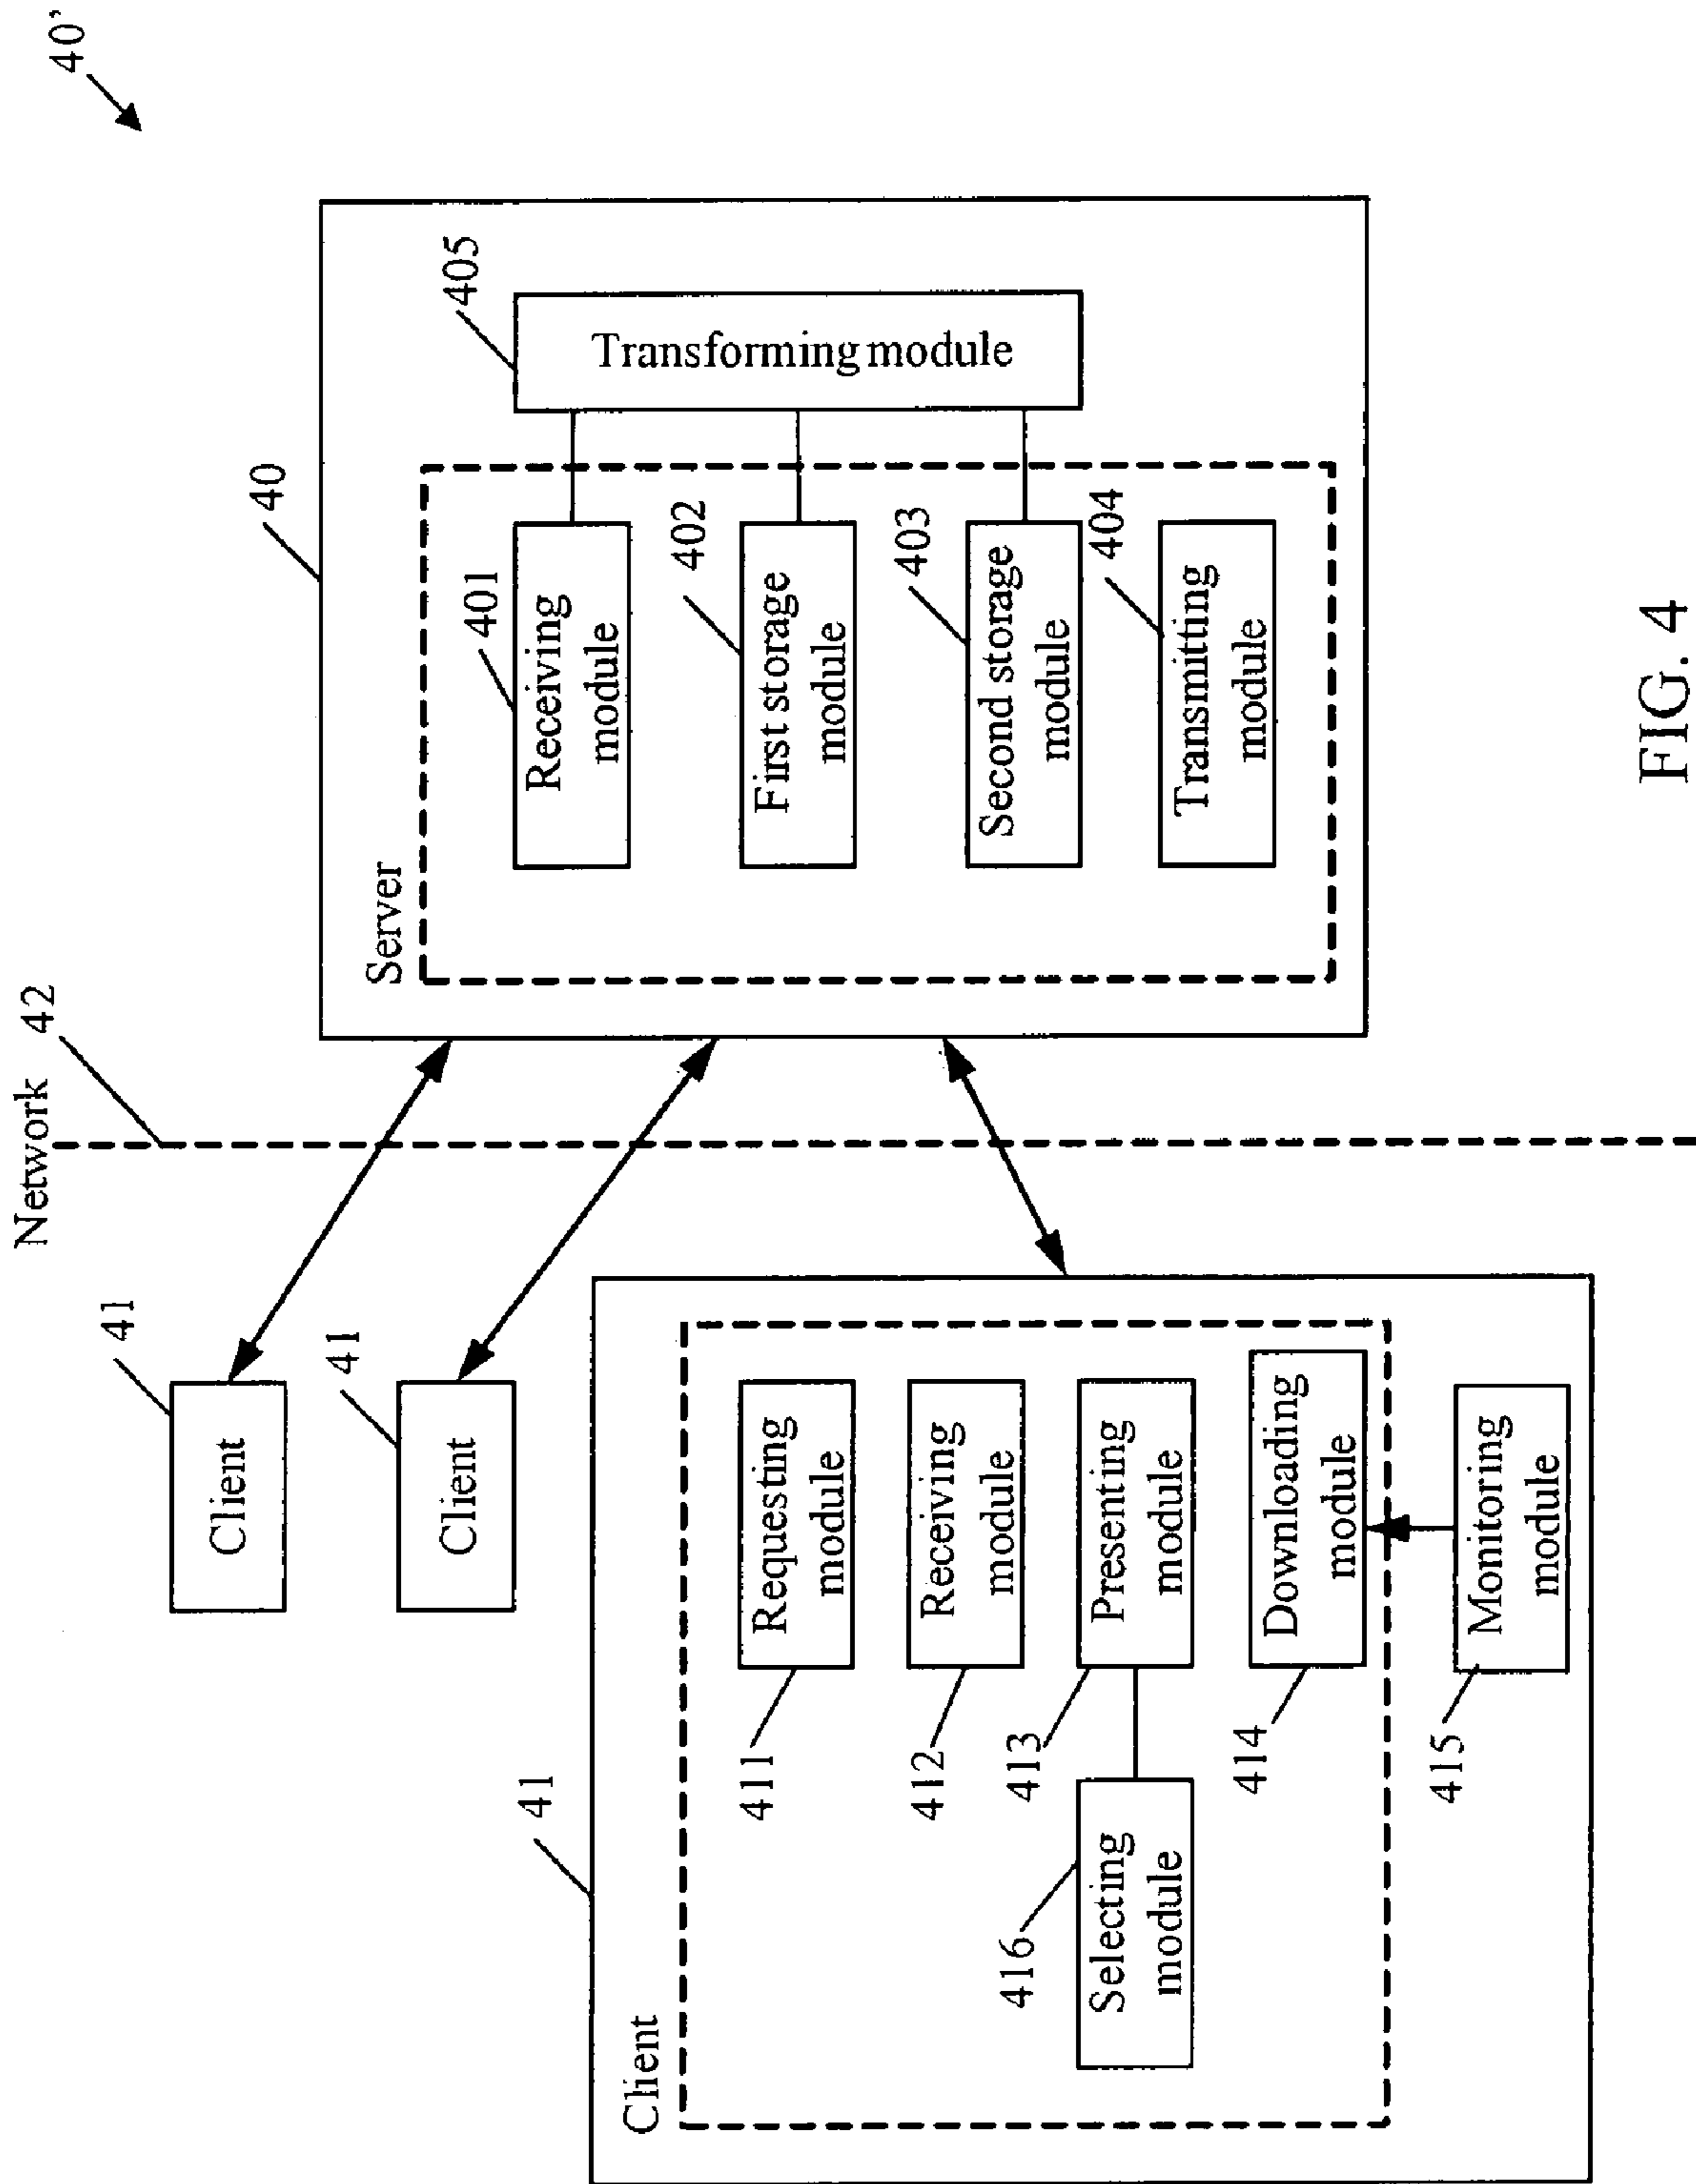 40’
Network
42
41
Client
41
Client
40
Server
401
Receiving
module
402
First storage
module
403
Second storage
module
404
Transmitting
module
405
Transforming module
41
Client
411
Requesting
module
412
Receiving
module
413
Presenting
module
416
Selecting
module
414
Downloading
module
415
Monitoring
module
FIG. 4